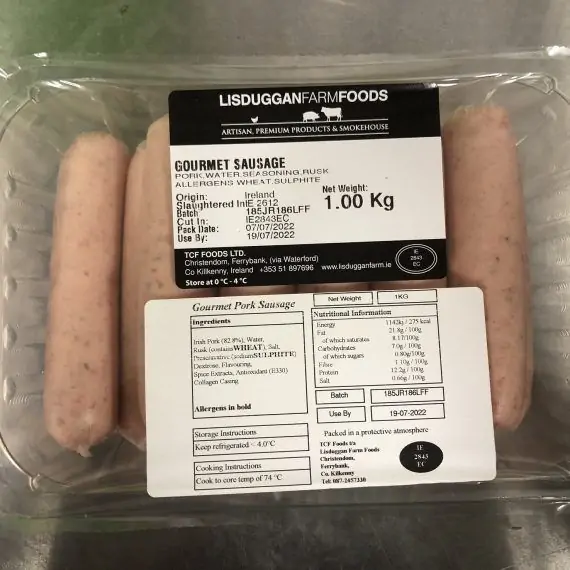 LISDUGGANFARMFOODS
ARTISAN, PREMIUM PRODUCTS & SMOKEHOUSE
GOURMET SAUSAGE
PORK,WATER,SEASONING,RUSK
ALLERGENS WHEAT,SULPHITE
Origin: Ireland
Slaughtered In IE 2612
Batch 185JR186LFF
Cut In: IE2843EC
Pack Date: 07/07/2022
Use By: 19/07/2022
Net Weight:
1.00 Kg
TCF FOODS LTD.
Christendom, Ferrybank, (via Waterford)
Co Kilkenny, Ireland +353 51 897696 www.lisdugganfarm.ie
Store at 0 °C - 4 °C
IE
2843
EC
Gourmet Pork Sausage
Ingredients
Irish Pork (82.8%), Water,
Rusk (contains WHEAT), Salt,
Preservative (sodium SULPHITE)
Dextrose, Flavouring,
Spice Extracts, Antioxidant (E330)
Collagen Casing
Allergens in bold
Storage Instructions
Keep refrigerated < 4.0°C
Cooking Instructions
Cook to core temp of 74 °C
Net Weight 1KG
Nutritional Information
Energy 1142kj / 275 kcal
Fat 21.8g / 100g
of which saturates 8.17/100g
Carbohydrates 7.0g / 100g
of which sugars 0.80g/100g
Fibre 1.10g / 100g
Protein 12.2g / 100g
Salt 0.66g / 100g
Batch 185JR186LFF
Use By 19-07-2022
Packed in a protective atmosphere
TCF Foods t/a
Lisduggan Farm Foods
Christendom,
Ferrybank,
Co. Kilkenny
Tel: 087-2457330
IE
2843
EC